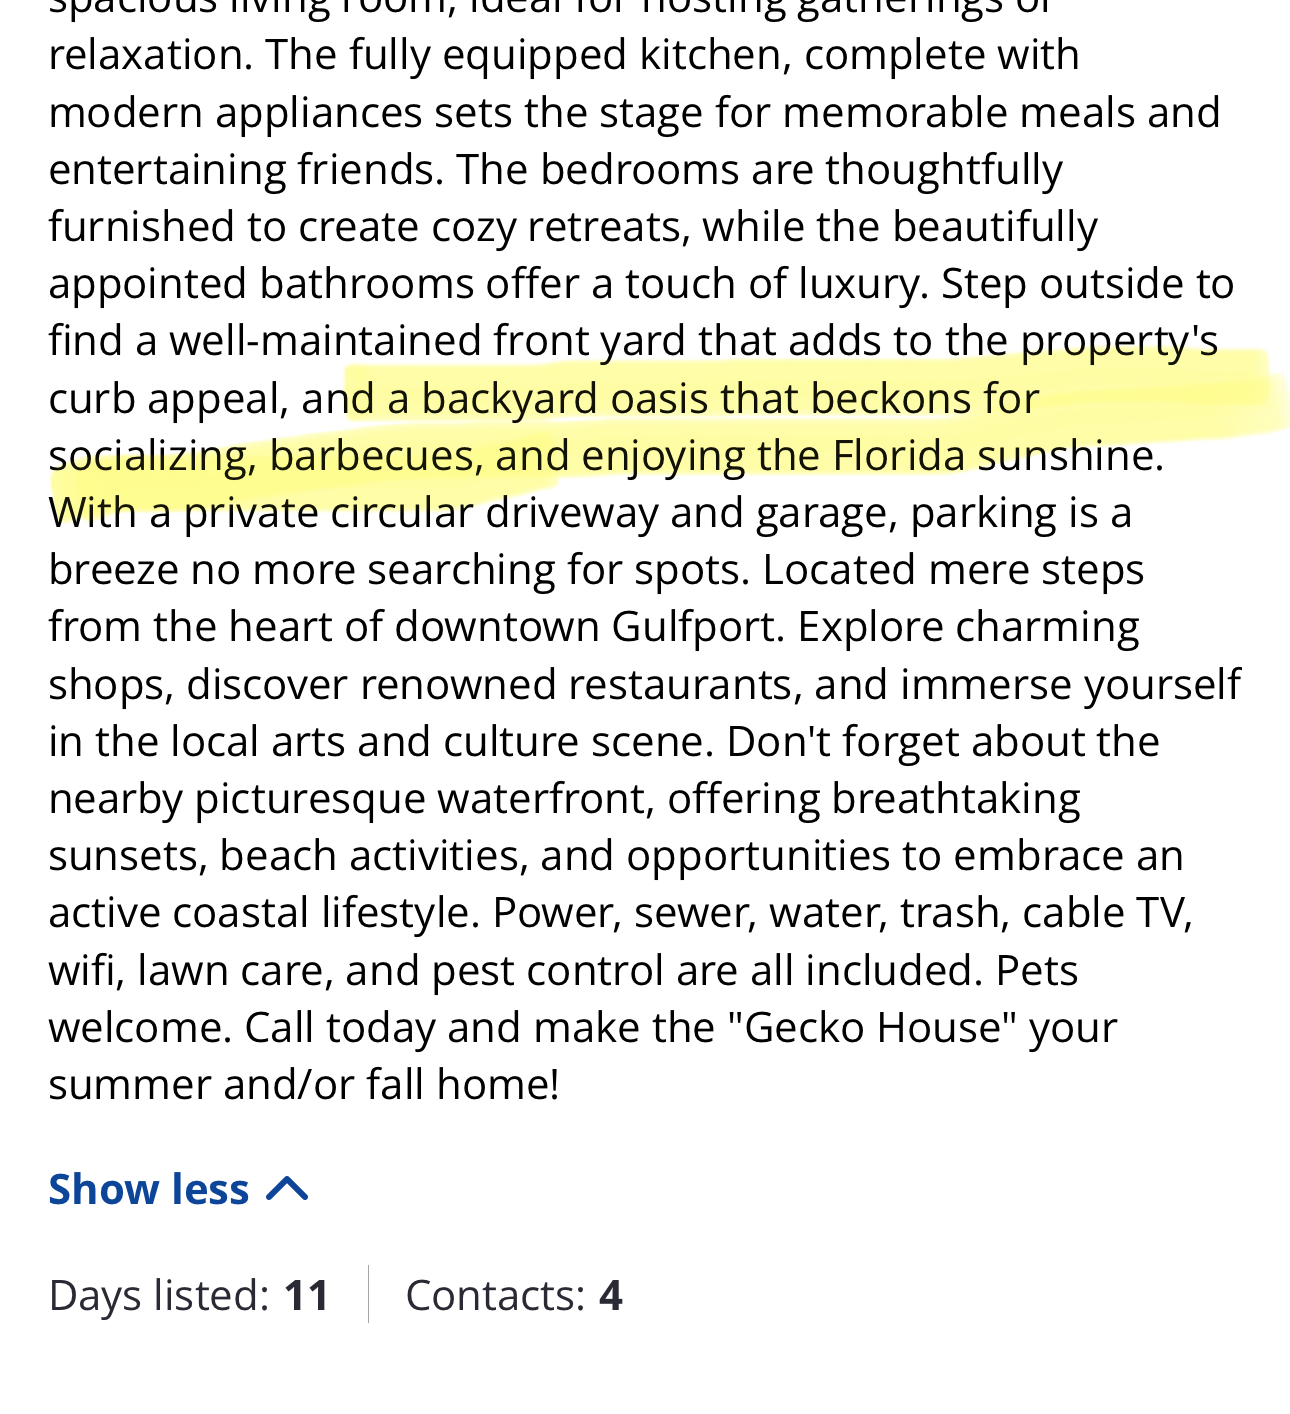 spacious living room, ideal for hosting gatherings or
relaxation. The fully equipped kitchen, complete with
modern appliances sets the stage for memorable meals and
entertaining friends. The bedrooms are thoughtfully
furnished to create cozy retreats, while the beautifully
appointed bathrooms offer a touch of luxury. Step outside to
find a well-maintained front yard that adds to the property's
curb appeal, and a backyard oasis that beckons for
socializing, barbecues, and enjoying the Florida sunshine.
With a private circular driveway and garage, parking is a
breeze no more searching for spots. Located mere steps
from the heart of downtown Gulfport. Explore charming
shops, discover renowned restaurants, and immerse yourself
in the local arts and culture scene. Don't forget about the
nearby picturesque waterfront, offering breathtaking
sunsets, beach activities, and opportunities to embrace an
active coastal lifestyle. Power, sewer, water, trash, cable TV,
wifi, lawn care, and pest control are all included. Pets
welcome. Call today and make the "Gecko House" your
summer and/or fall home!
Show less
Days listed: 11 Contacts: 4